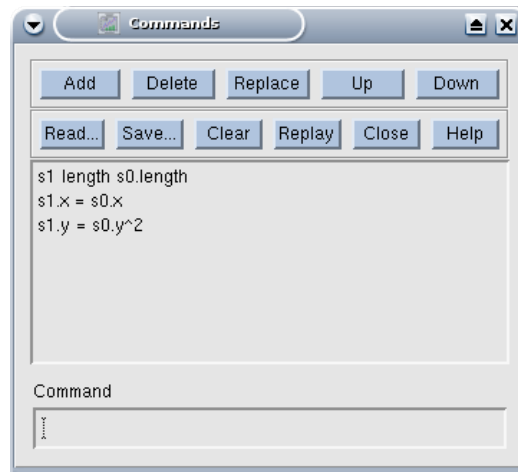 Commands
Add Delete Replace Up Down
Read... Save... Clear Replay Close Help
s1 length s0.length
s1.x = s0.x
s1.y = s0.y^2
Command